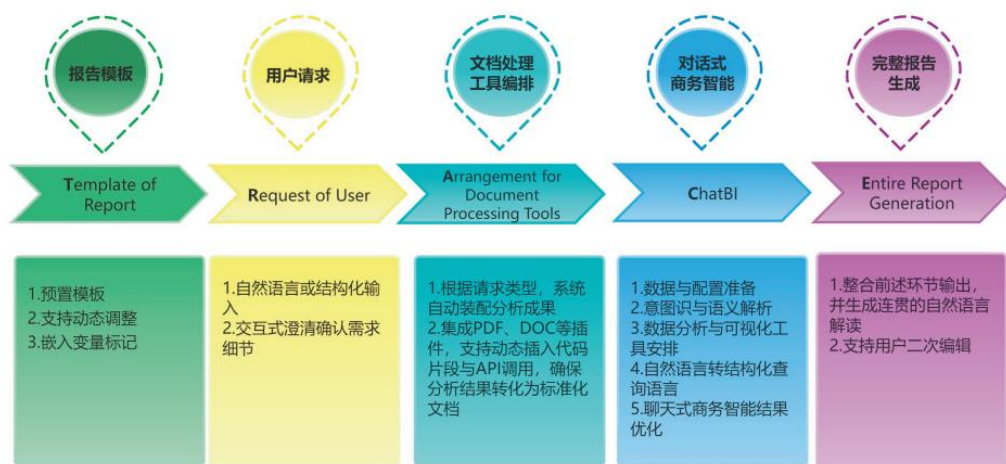 报告模板
用户请求
文档处理
工具编排
对话式
商务智能
完整报告
生成
Template of
Report
Request of User
Arrangement for
Document
Processing Tools
ChatBI
Entire Report
Generation
1.预置模板
2.支持动态调整
3.嵌入变量标记
1.自然语言或结构化输
入
2.交互式澄清确认需求
细节
1.根据请求类型，系统
自动装配分析成果
2.集成PDF、DOC等插
件，支持动态插入代码
片段与API调用，确保
分析结果转化为标准化
文档
1.数据与配置准备
2.意图识与语义解析
3.数据分析与可视化工
具安排
4.自然语言转结构化查
询语言
5.聊天式商务智能结果
优化
1.整合前述环节输出，
并生成连贯的自然语言
解读
2.支持用户二次编辑